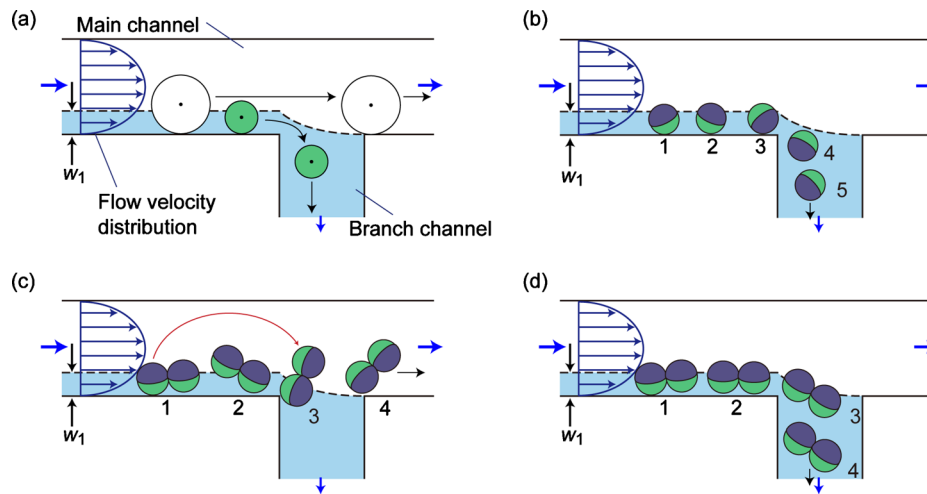 (a)
Main channel
w1
Flow velocity
distribution
Branch channel
(b)
w1
1
2
3
4
5
(c)
w1
1
2
3
4
(d)
w1
1
2
3
4